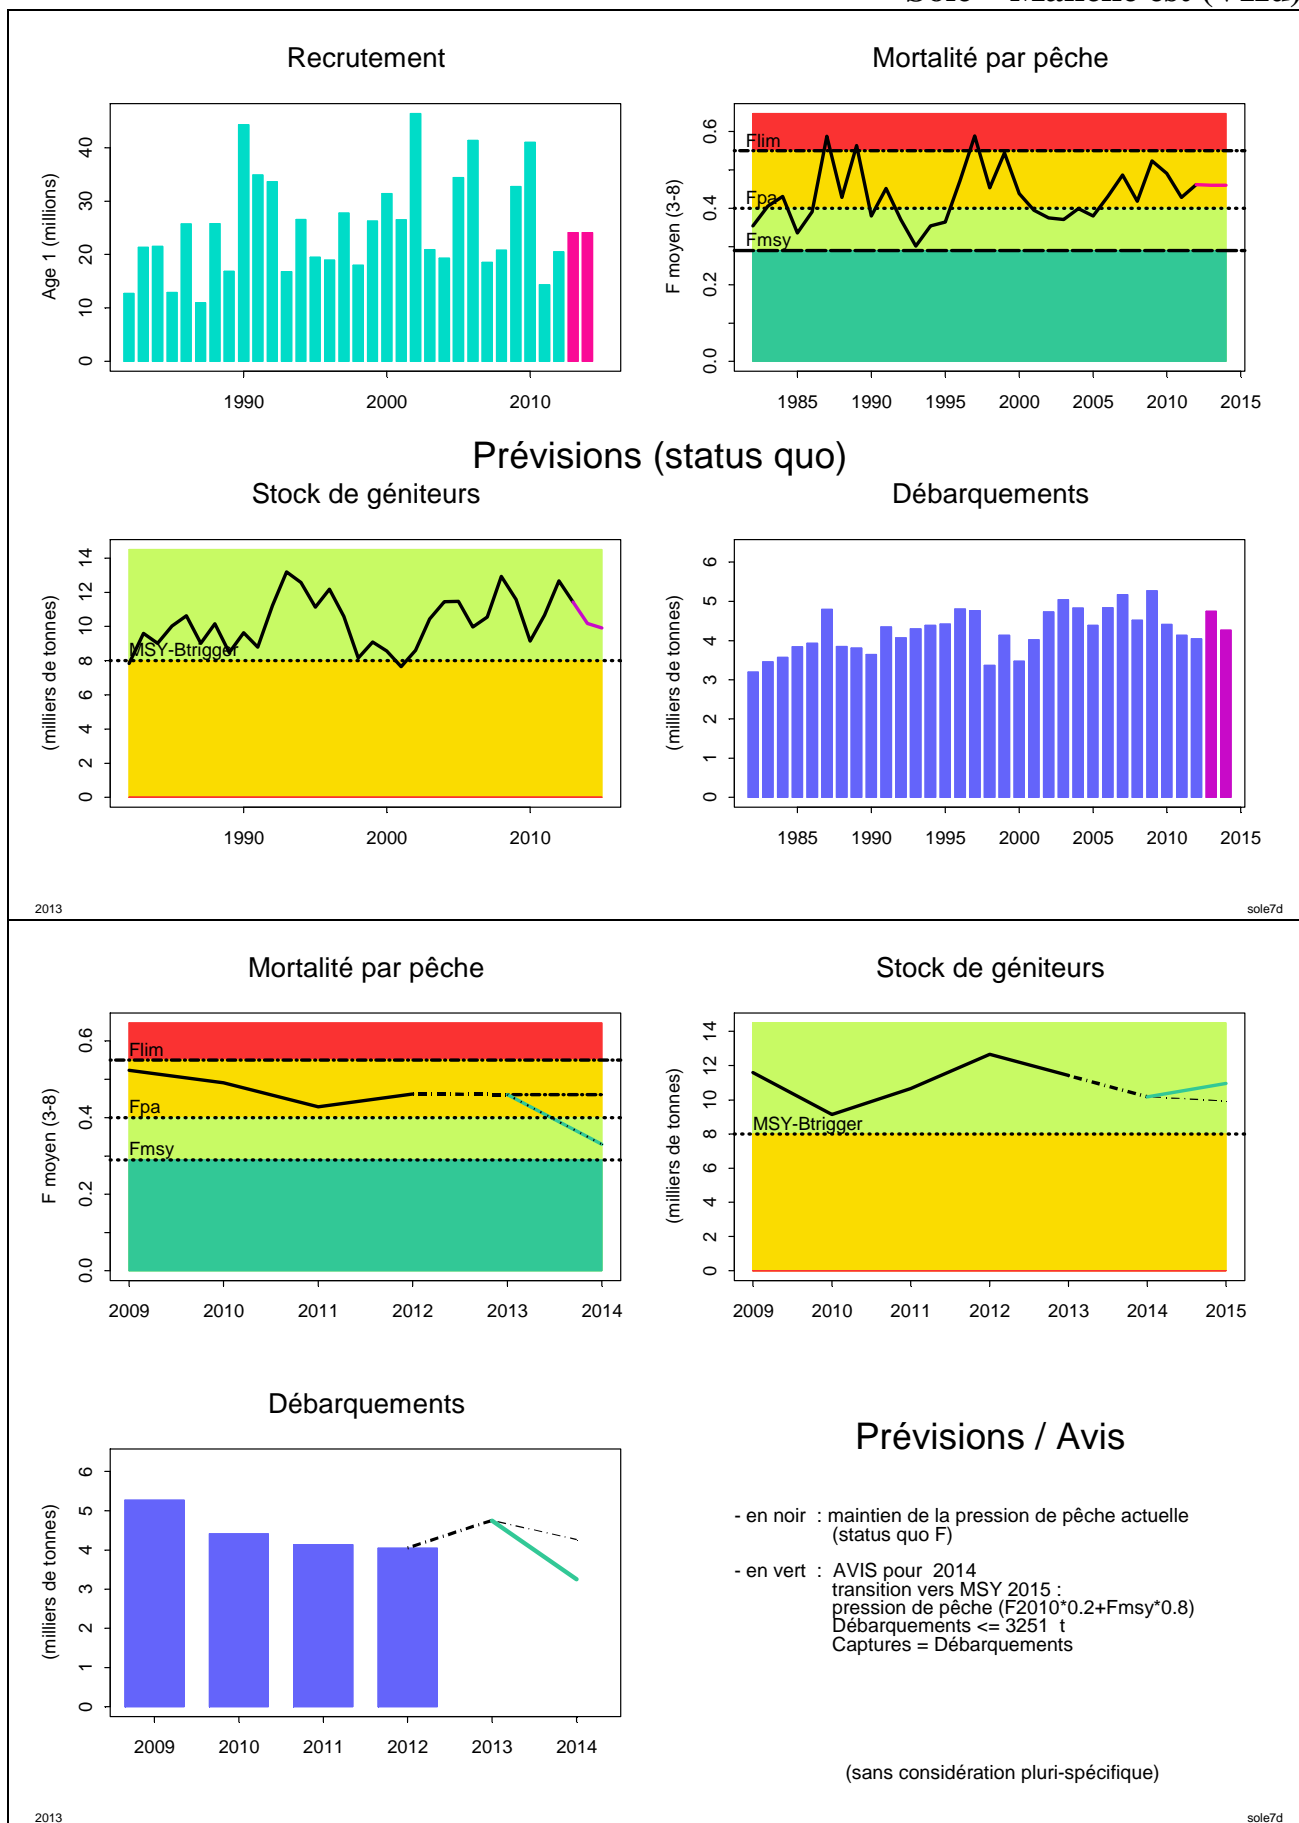 Recrutement
Age 1 (millions)
0 10 20 30 40
1990 2000 2010
Mortalité par pêche
F moyen (3-8)
0.0 0.2 0.4 0.6
Flim
Fpa
Fmsy
1985 1990 1995 2000 2005 2010 2015
Prévisions (status quo)
Stock de géniteurs
(milliers de tonnes)
0 2 4 6 8 10 12 14
MSY-Btrigger
1990 2000 2010
Débarquements
(milliers de tonnes)
0 1 2 3 4 5 6
1985 1990 1995 2000 2005 2010 2015
2013 sole7d
Mortalité par pêche
F moyen (3-8)
0.0 0.2 0.4 0.6
Flim
Fpa
Fmsy
2009 2010 2011 2012 2013 2014
Stock de géniteurs
(milliers de tonnes)
0 2 4 6 8 10 12 14
MSY-Btrigger
2009 2010 2011 2012 2013 2014 2015
Débarquements
(milliers de tonnes)
0 1 2 3 4 5 6
2009 2010 2011 2012 2013 2014
Prévisions / Avis
- en noir : maintien de la pression de pêche actuelle
(status quo F)
- en vert : AVIS pour 2014
transition vers MSY 2015 :
pression de pêche (F2010*0.2+Fmsy*0.8)
Débarquements <= 3251 t
Captures = Débarquements
(sans considération pluri-spécifique)
2013 sole7d